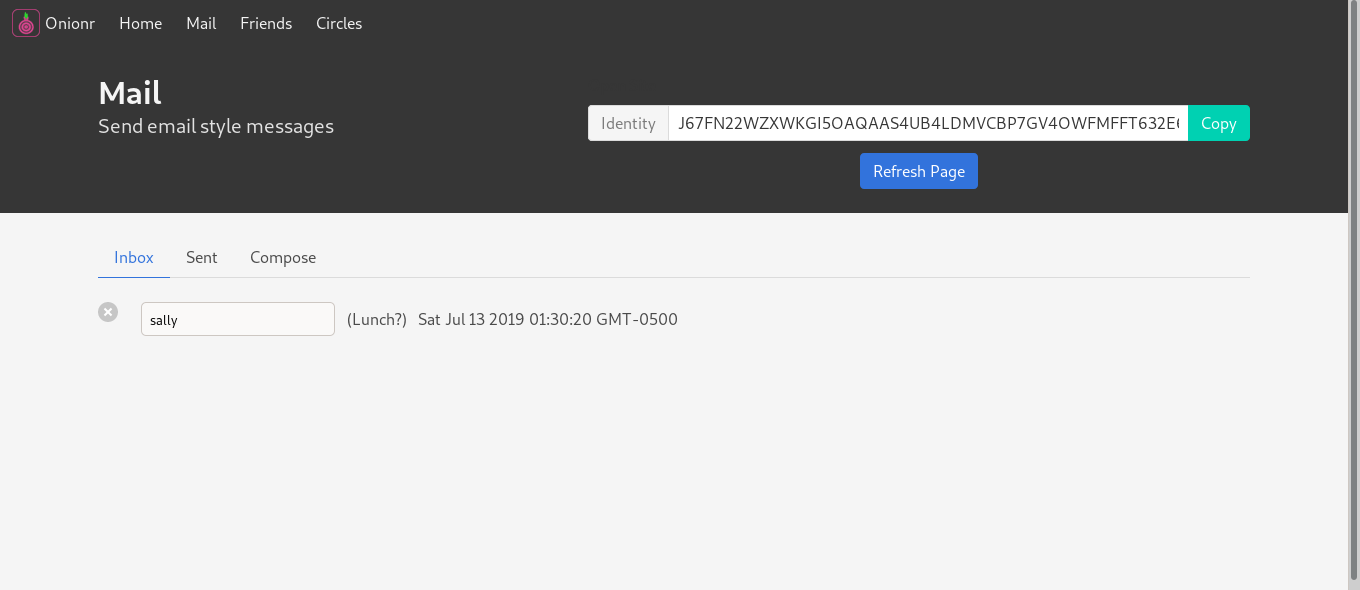 Onionr Home Mail Friends Circles
Mail
Send email style messages
Identity J67FN22WZXWKGI5OAQAAS4UB4LDMVCBP7GV4OWFMFFT632E Copy
Refresh Page
Inbox Sent Compose
sally (Lunch?) Sat Jul 13 2019 01:30:20 GMT-0500